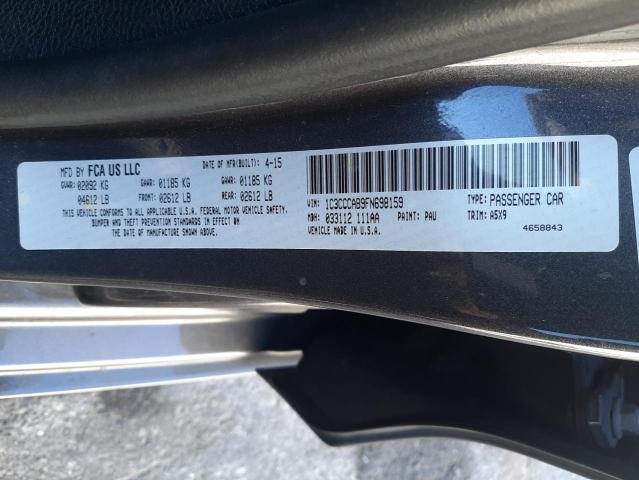 MFD BY FCA US LLC DATE OF MFR(BUILT): 4-15
GVWR: 02092 KG GAWR: 01185 KG GAWR: 01185 KG
04612 LB FRONT: 02612 LB REAR: 02612 LB
THIS VEHICLE CONFORMS TO ALL APPLICABLE U.S.A. FEDERAL MOTOR VEHICLE SAFETY,
BUMPER AND THEFT PREVENTION STANDARDS IN EFFECT ON
THE DATE OF MANUFACTURE SHOWN ABOVE.
VIN: 1C3CCCAB9FN698159 TYPE: PASSENGER CAR
MDH: 033112 111AA PAINT: PAU TRIM: A5X9
VEHICLE MADE IN U.S.A. 4658843